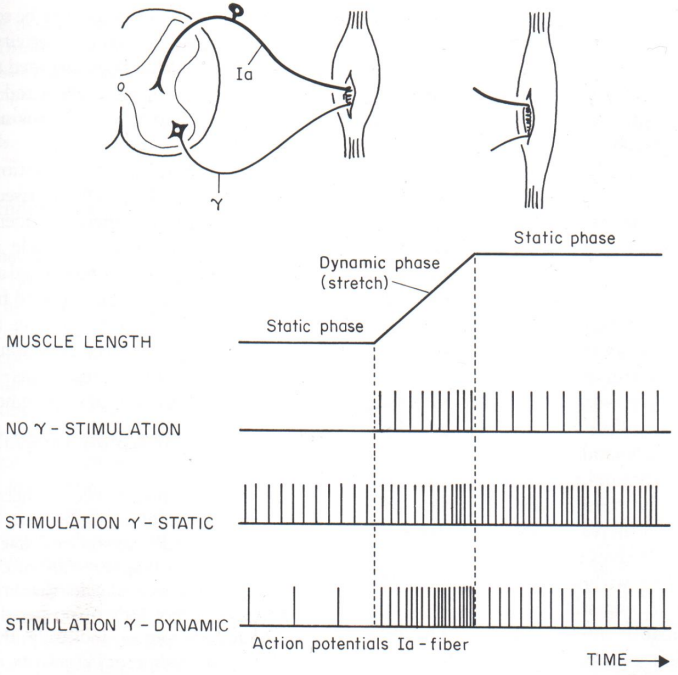 Ia
γ
Static phase
Dynamic phase
(stretch)
Static phase
MUSCLE LENGTH
NO γ - STIMULATION
STIMULATION γ - STATIC
STIMULATION γ - DYNAMIC
Action potentials Ia - fiber
TIME